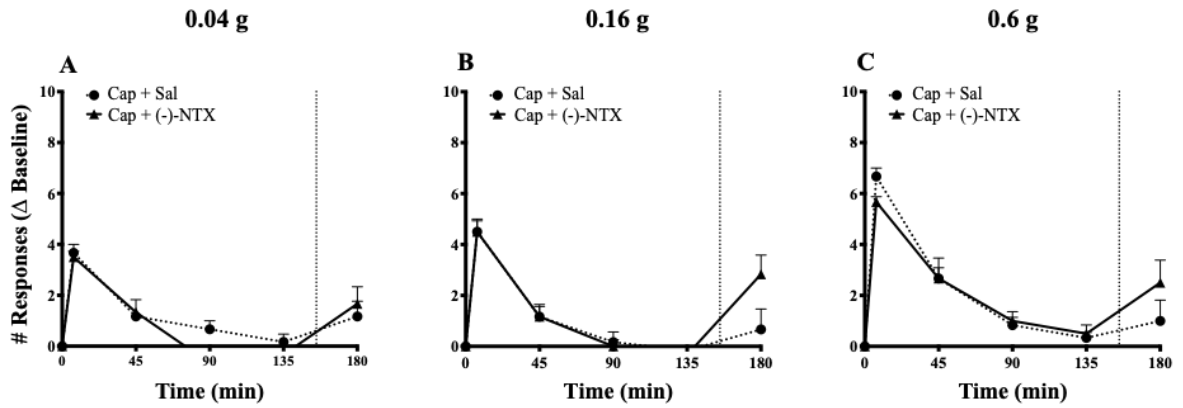 0.04 g
0.16 g
0.6 g
A
Cap + Sal
Cap + (-)-NTX
10
8
6
4
2
0
# Responses (Δ Baseline)
0 45 90 135 180
Time (min)
B
Cap + Sal
Cap + (-)-NTX
10
8
6
4
2
0
0 45 90 135 180
Time (min)
C
Cap + Sal
Cap + (-)-NTX
10
8
6
4
2
0
0 45 90 135 180
Time (min)